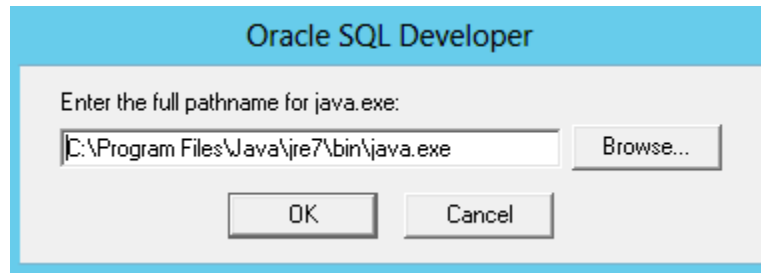 Oracle SQL Developer
Enter the full pathname for java.exe:
C:\Program Files\Java\jre7\bin\java.exe
Browse...
OK
Cancel